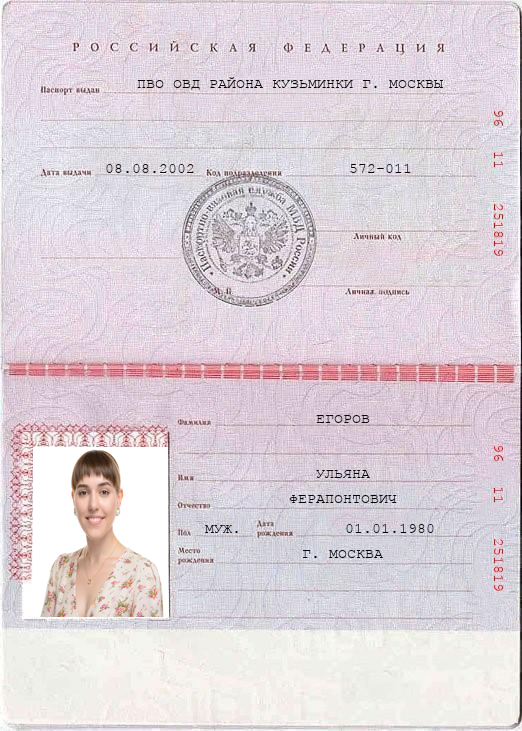 РОССИЙСКАЯ ФЕДЕРАЦИЯ
Паспорт выдан ПВО ОВД РАЙОНА КУЗЬМИНКИ Г. МОСКВЫ
Дата выдачи 08.08.2002 Код подразделения 572-011
96 11 251819
Паспортно-визовая служба МВД России
Личный код
М. П. Личная подпись
Фамилия ЕГОРОВ
Имя УЛЬЯНА
Отчество ФЕРАПОНТОВИЧ
Пол МУЖ. Дата рождения 01.01.1980
Место рождения Г. МОСКВА
96 11 251819